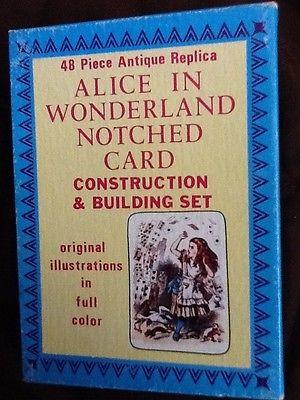 48 Piece Antique Replica
ALICE IN
WONDERLAND
NOTCHED
CARD
CONSTRUCTION
& BUILDING SET
original
illustrations
in
full
color